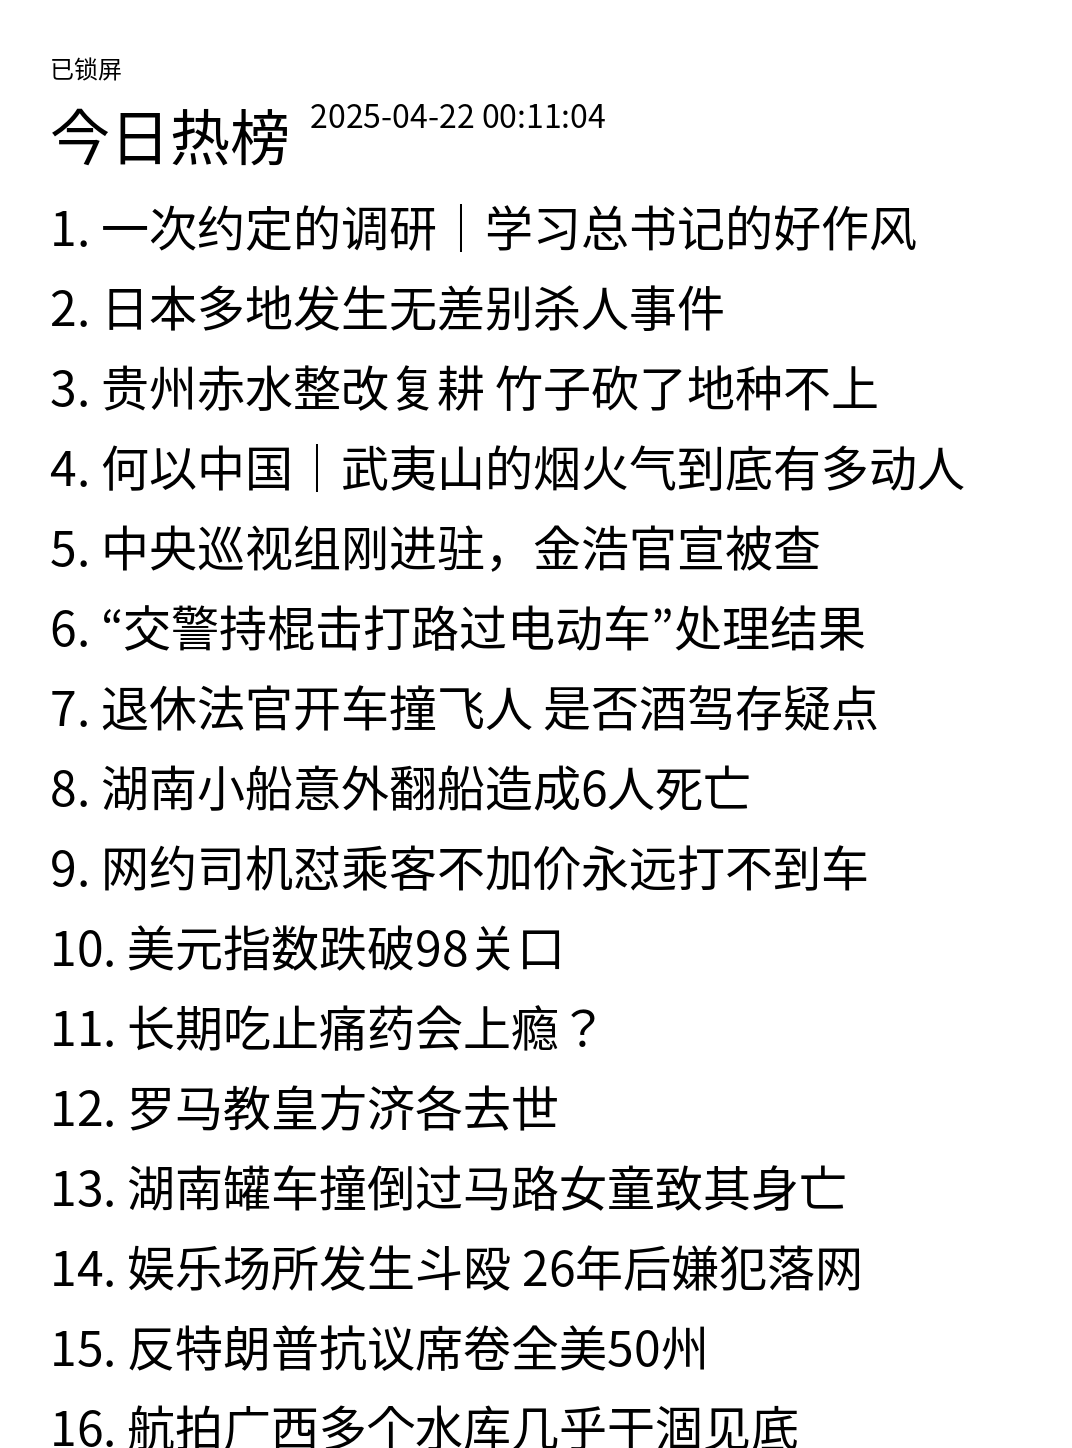 已锁屏
今日热榜 2025-04-22 00:11:04
1. 一次约定的调研｜学习总书记的好作风
2. 日本多地发生无差别杀人事件
3. 贵州赤水整改复耕 竹子砍了地种不上
4. 何以中国｜武夷山的烟火气到底有多动人
5. 中央巡视组刚进驻，金浩官宣被查
6. “交警持棍击打路过电动车”处理结果
7. 退休法官开车撞飞人 是否酒驾存疑点
8. 湖南小船意外翻船造成6人死亡
9. 网约司机怼乘客不加价永远打不到车
10. 美元指数跌破98关口
11. 长期吃止痛药会上瘾？
12. 罗马教皇方济各去世
13. 湖南罐车撞倒过马路女童致其身亡
14. 娱乐场所发生斗殴 26年后嫌犯落网
15. 反特朗普抗议席卷全美50州
16. 航拍广西多个水库几乎干涸见底